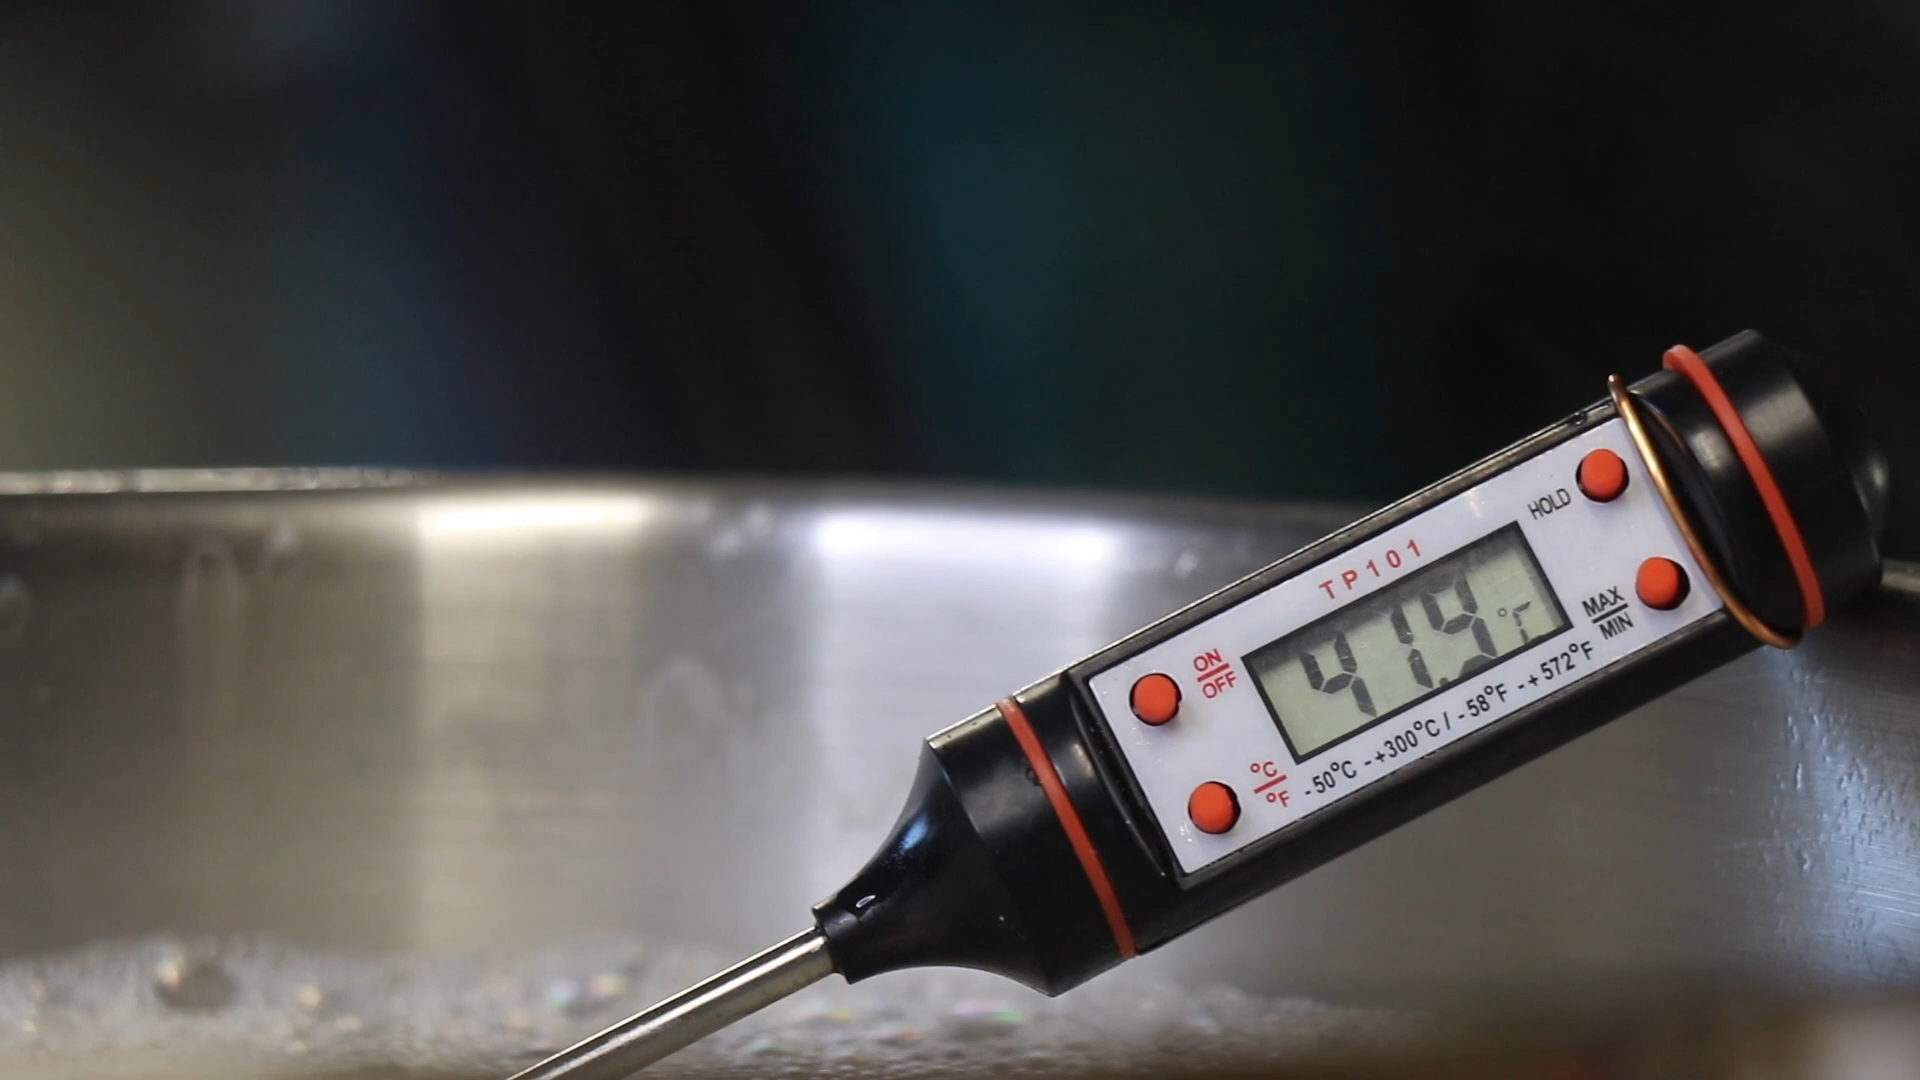 HOLD
TP101
MAX
MIN
ON
OFF
41.9 °F
°C
°F
-50°C -+300°C / -58°F -+572°F